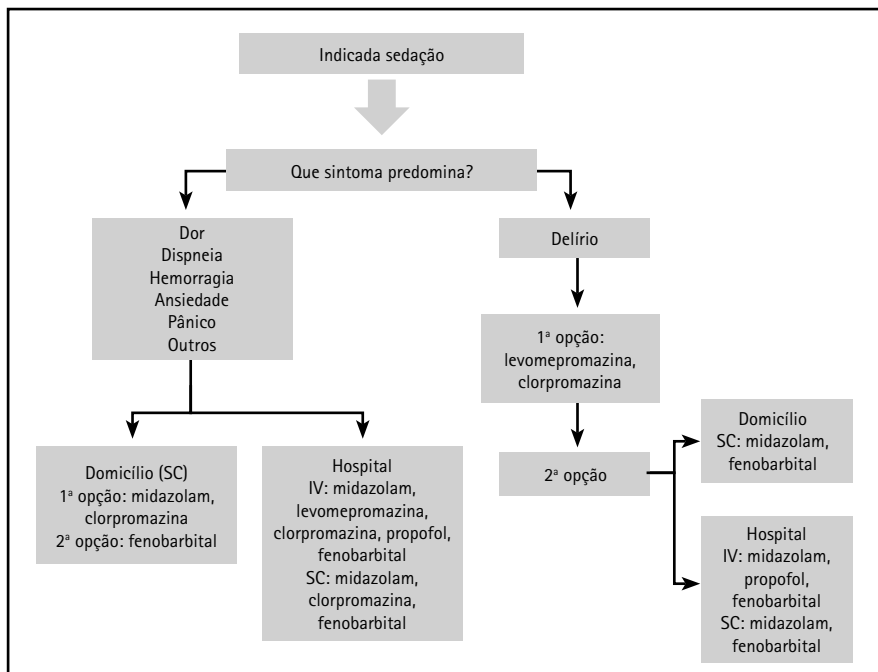 Indicada sedação
Que sintoma predomina?
Dor
Dispneia
Hemorragia
Ansiedade
Pânico
Outros
Delírio
1ª opção:
levomepromazina,
clorpromazina
Domicílio (SC)
1ª opção: midazolam,
clorpromazina
2ª opção: fenobarbital
Hospital
IV: midazolam,
levomepromazina,
clorpromazina, propofol,
fenobarbital
SC: midazolam,
clorpromazina,
fenobarbital
2ª opção
Domicílio
SC: midazolam,
fenobarbital
Hospital
IV: midazolam,
propofol,
fenobarbital
SC: midazolam,
fenobarbital